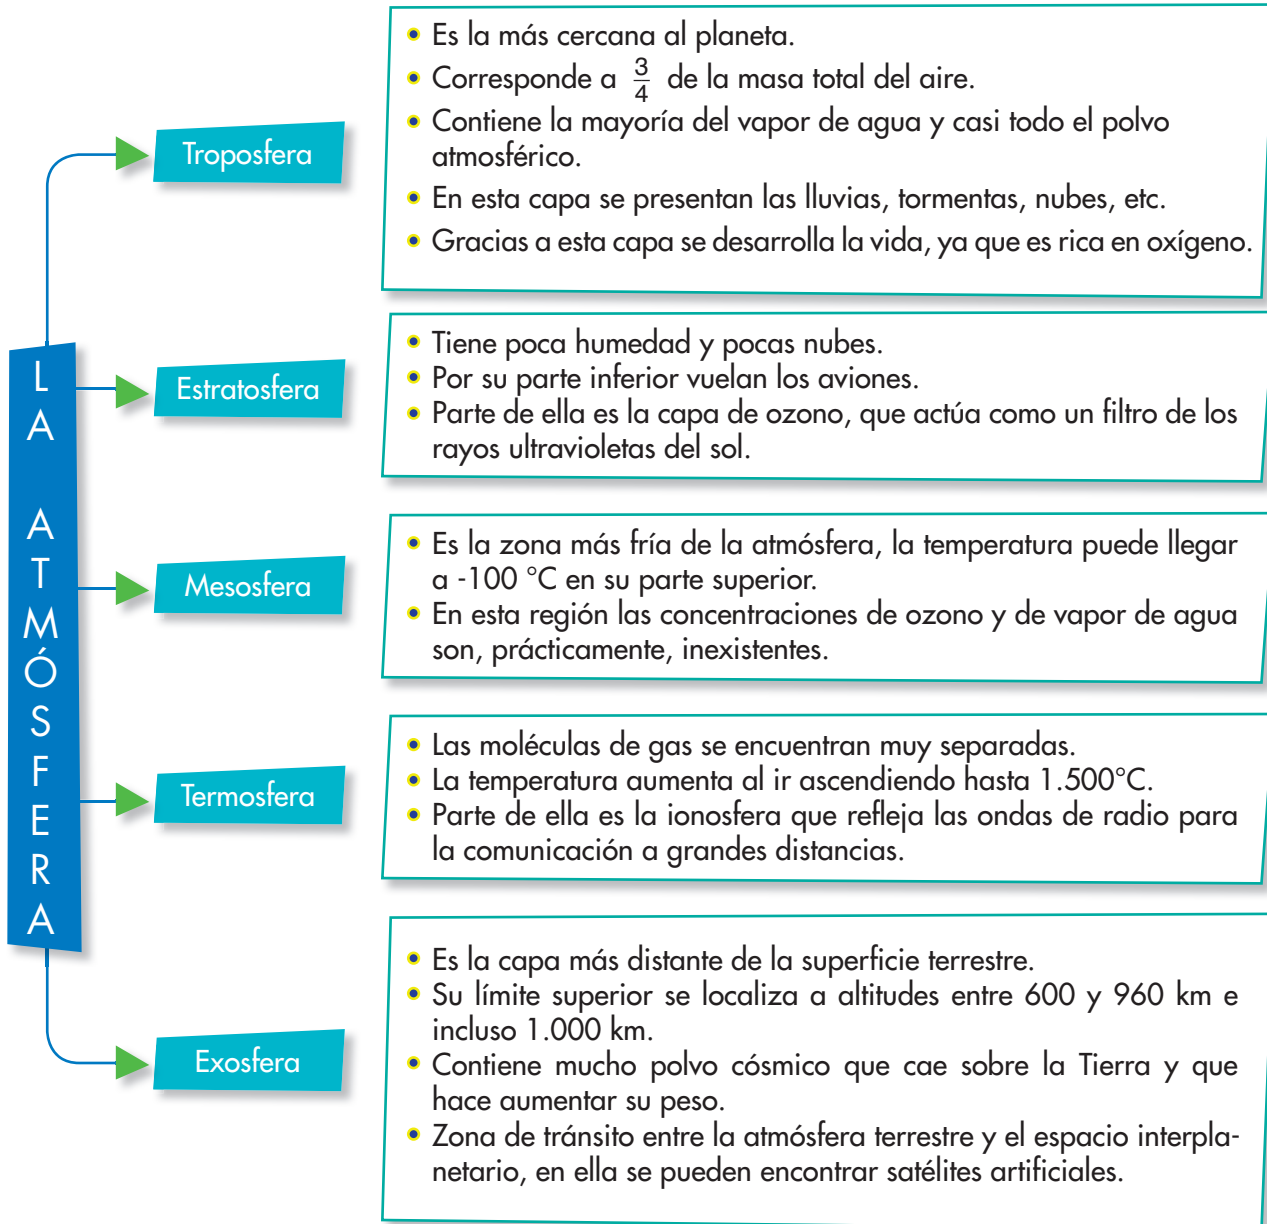 LA ATMÓSFERA
Troposfera
• Es la más cercana al planeta.
• Corresponde a 3/4 de la masa total del aire.
• Contiene la mayoría del vapor de agua y casi todo el polvo
atmosférico.
• En esta capa se presentan las lluvias, tormentas, nubes, etc.
• Gracias a esta capa se desarrolla la vida, ya que es rica en oxígeno.
Estratosfera
• Tiene poca humedad y pocas nubes.
• Por su parte inferior vuelan los aviones.
• Parte de ella es la capa de ozono, que actúa como un filtro de los
rayos ultravioletas del sol.
Mesosfera
• Es la zona más fría de la atmósfera, la temperatura puede llegar
a -100 °C en su parte superior.
• En esta región las concentraciones de ozono y de vapor de agua
son, prácticamente, inexistentes.
Termosfera
• Las moléculas de gas se encuentran muy separadas.
• La temperatura aumenta al ir ascendiendo hasta 1.500°C.
• Parte de ella es la ionosfera que refleja las ondas de radio para
la comunicación a grandes distancias.
Exosfera
• Es la capa más distante de la superficie terrestre.
• Su límite superior se localiza a altitudes entre 600 y 960 km e
incluso 1.000 km.
• Contiene mucho polvo cósmico que cae sobre la Tierra y que
hace aumentar su peso.
• Zona de tránsito entre la atmósfera terrestre y el espacio interpla-
netario, en ella se pueden encontrar satélites artificiales.